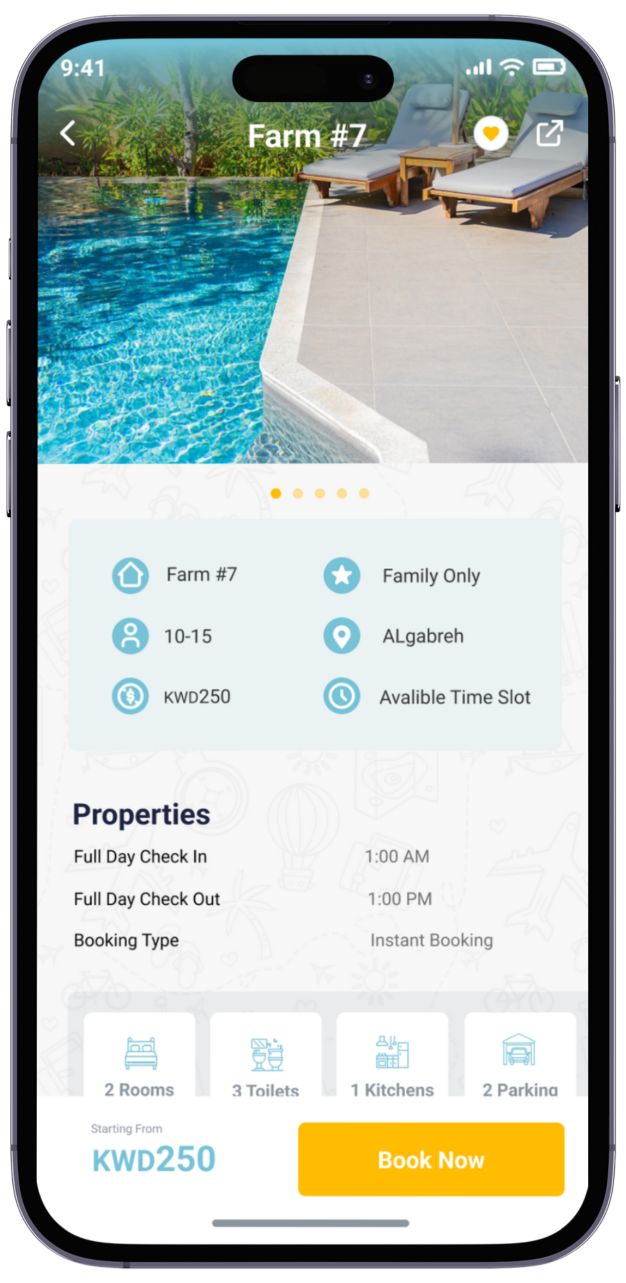 9:41
Farm #7
Farm #7
Family Only
10-15
ALgabreh
KWD250
Avalible Time Slot
Properties
Full Day Check In
1:00 AM
Full Day Check Out
1:00 PM
Booking Type
Instant Booking
2 Rooms
3 Toilets
1 Kitchens
2 Parking
Starting From
KWD250
Book Now